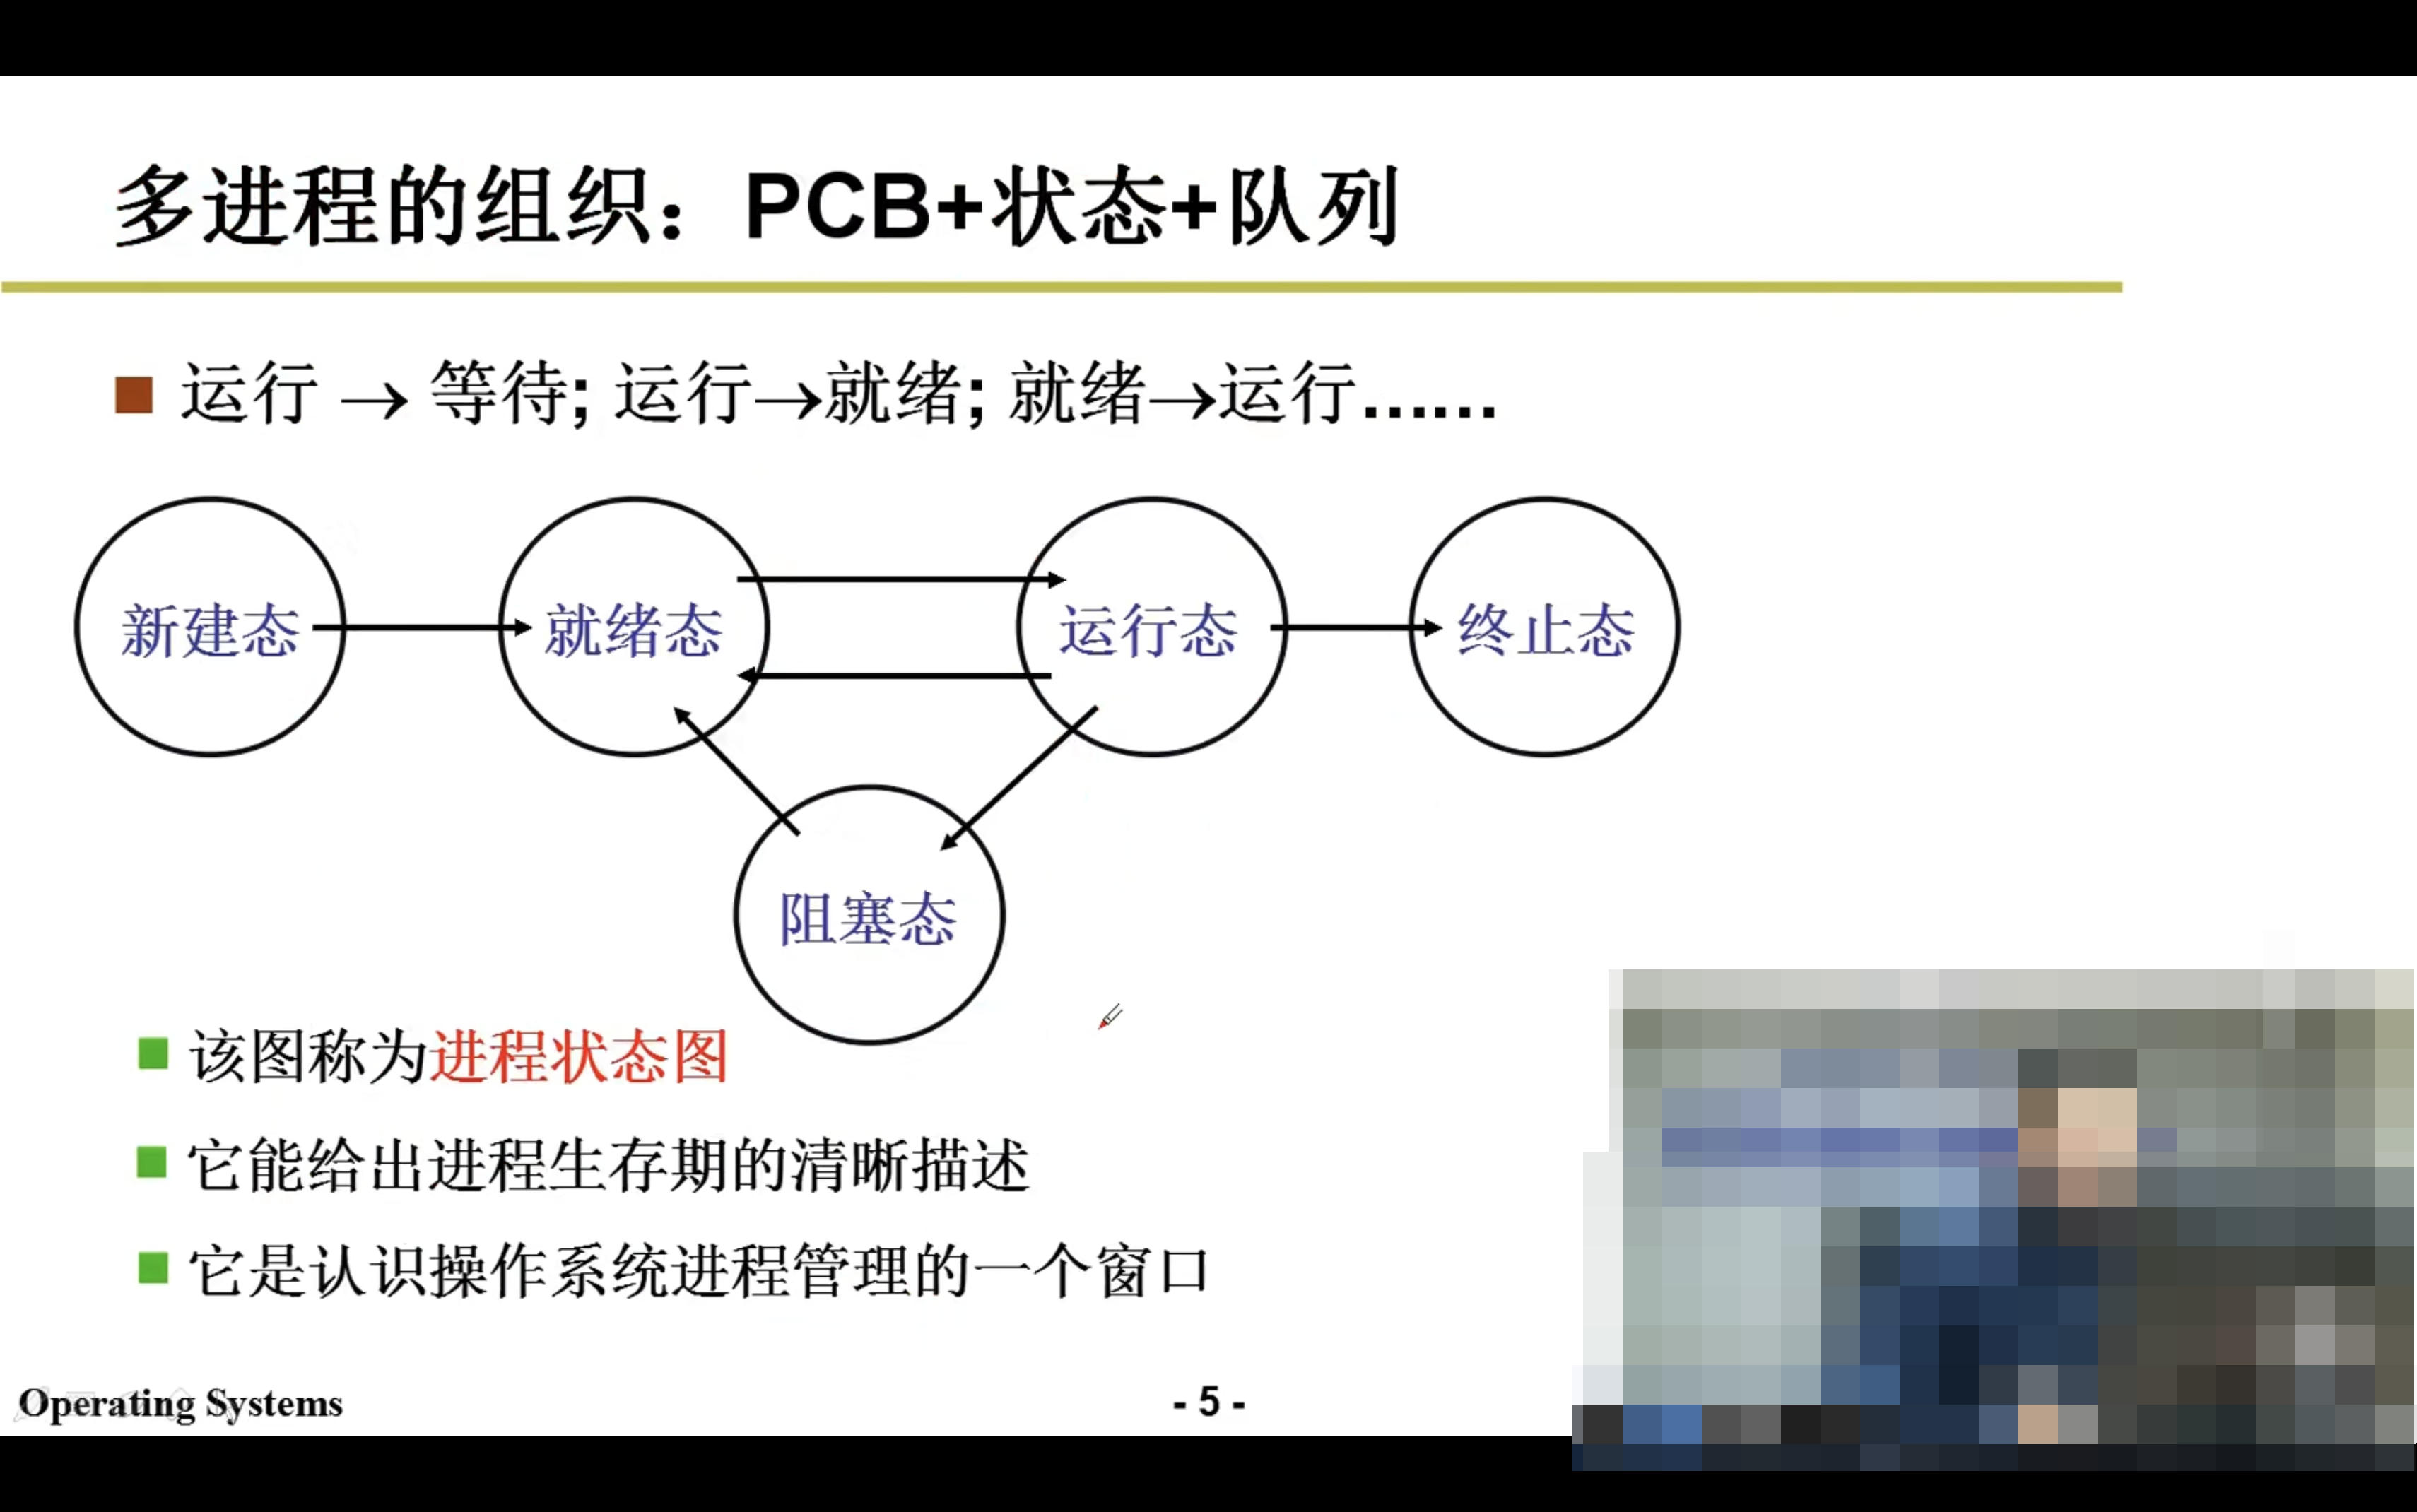 多进程的组织：PCB+状态+队列
运行 → 等待; 运行→就绪; 就绪→运行……
新建态
就绪态
运行态
终止态
阻塞态
该图称为进程状态图
它能给出进程生存期的清晰描述
它是认识操作系统进程管理的一个窗口
Operating Systems
- 5 -